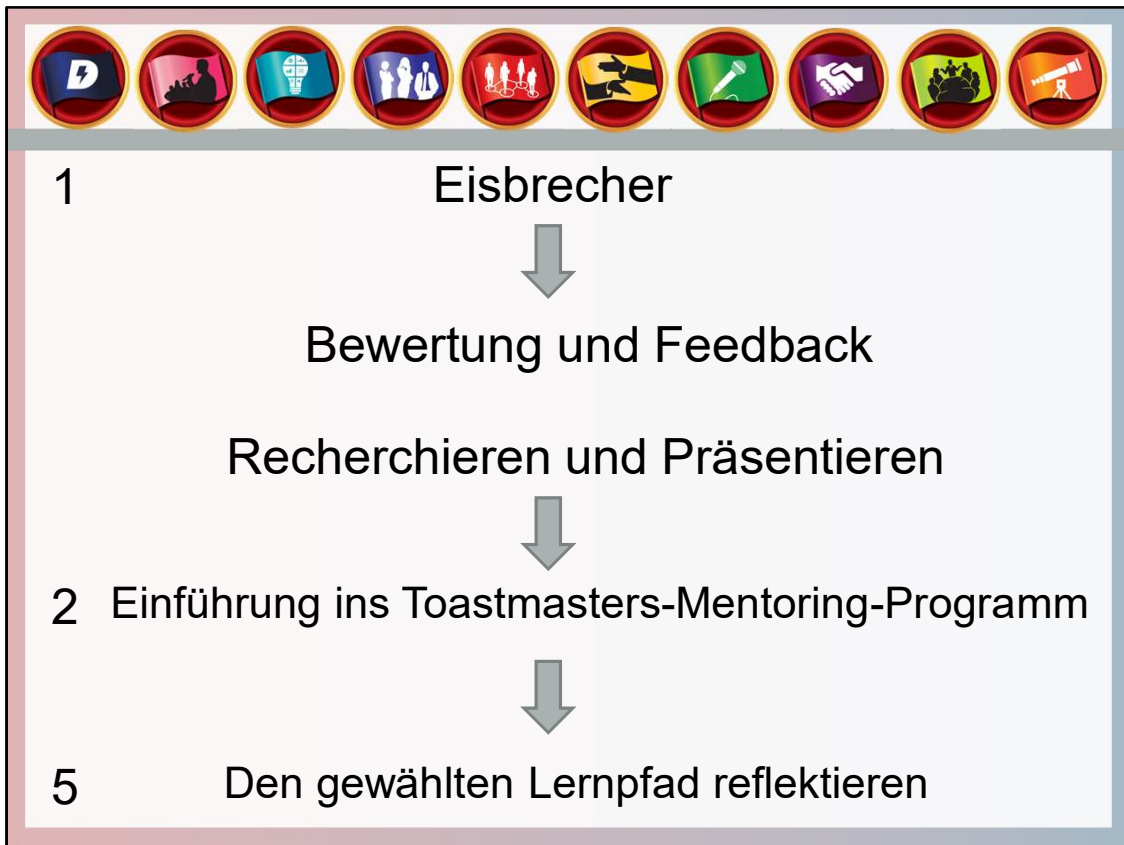 D
1 Eisbrecher
Bewertung und Feedback
Recherchieren und Präsentieren
2 Einführung ins Toastmasters-Mentoring-Programm
5 Den gewählten Lernpfad reflektieren